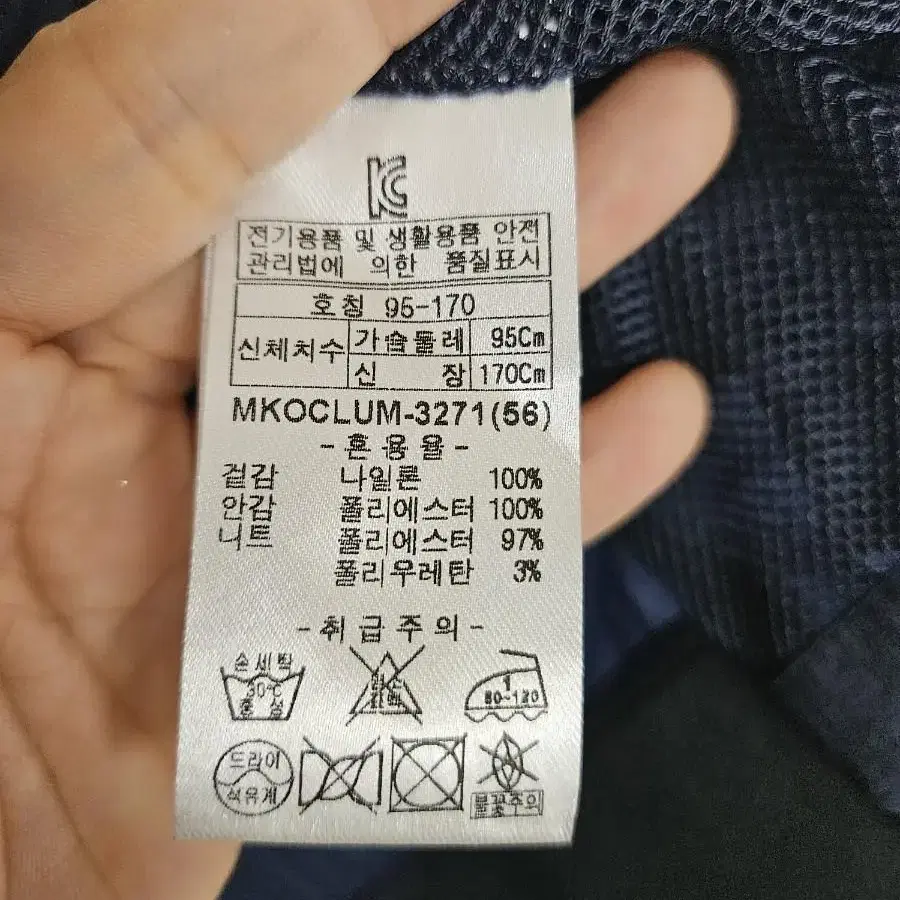 KC
전기용품 및 생활용품 안전
관리법에 의한 품질표시
호칭 95-170
신체치수 가슴둘레 95Cm
신 장 170Cm
MKOCLUM-3271(56)
-혼용율-
겉감 나일론 100%
안감 폴리에스터 100%
니트 폴리에스터 97%
폴리우레탄 3%
-취급주의-
손세탁
30℃
중성
1
80-120
드라이
석유계
불꽃주의